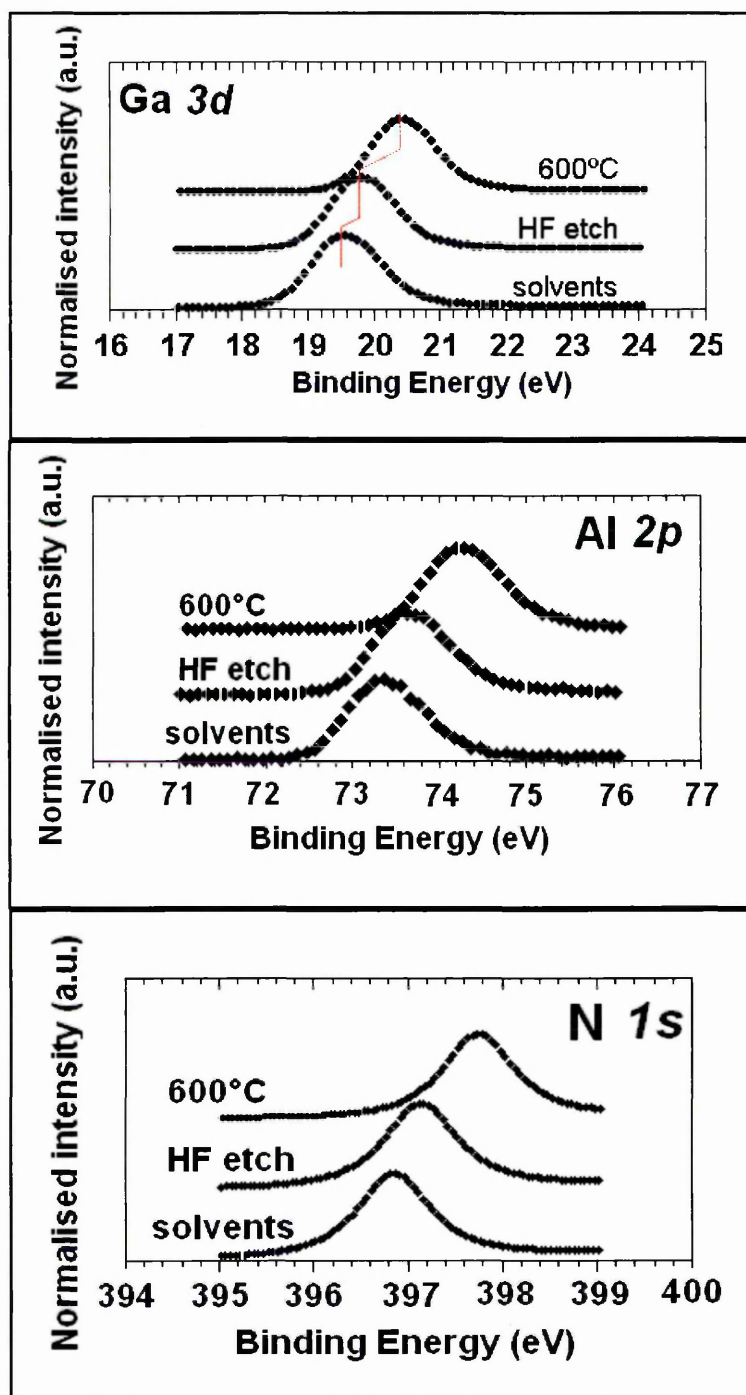 Normalised intensity (a.u.)
Ga 3d
600ºC
HF etch
solvents
16 17 18 19 20 21 22 23 24 25
Binding Energy (eV)
Normalised intensity (a.u.)
Al 2p
600°C
HF etch
solvents
70 71 72 73 74 75 76 77
Binding Energy (eV)
Normalised intensity (a.u.)
N 1s
600°C
HF etch
solvents
394 395 396 397 398 399 400
Binding Energy (eV)